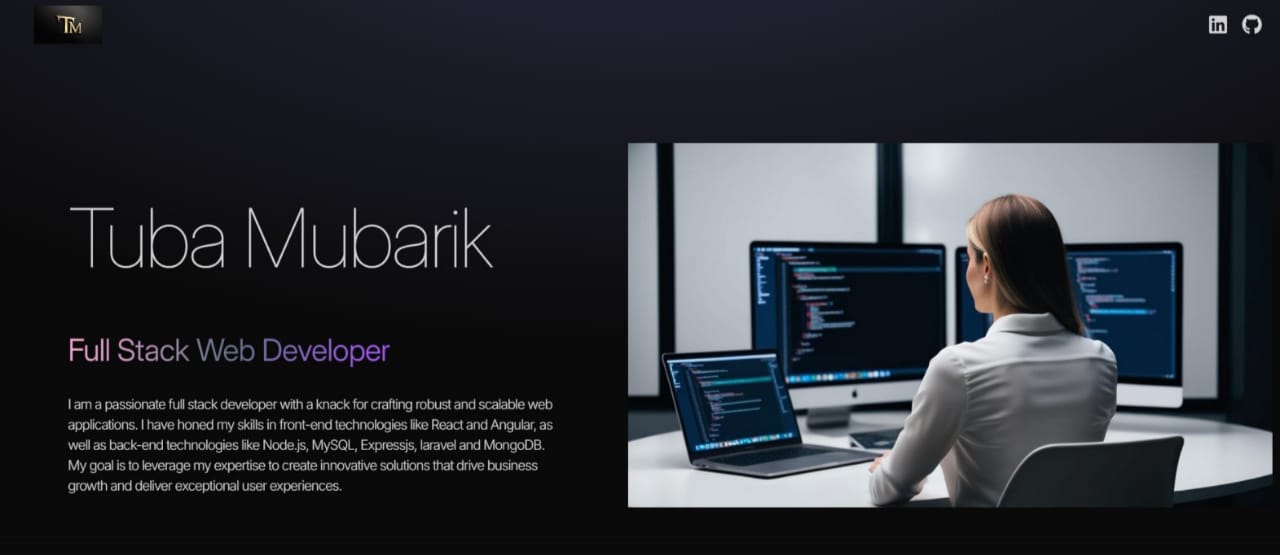 TM
in
Tuba Mubarik
Full Stack Web Developer
I am a passionate full stack developer with a knack for crafting robust and scalable web
applications. I have honed my skills in front-end technologies like React and Angular, as
well as back-end technologies like Node.js, MySQL, Expressjs, laravel and MongoDB.
My goal is to leverage my expertise to create innovative solutions that drive business
growth and deliver exceptional user experiences.